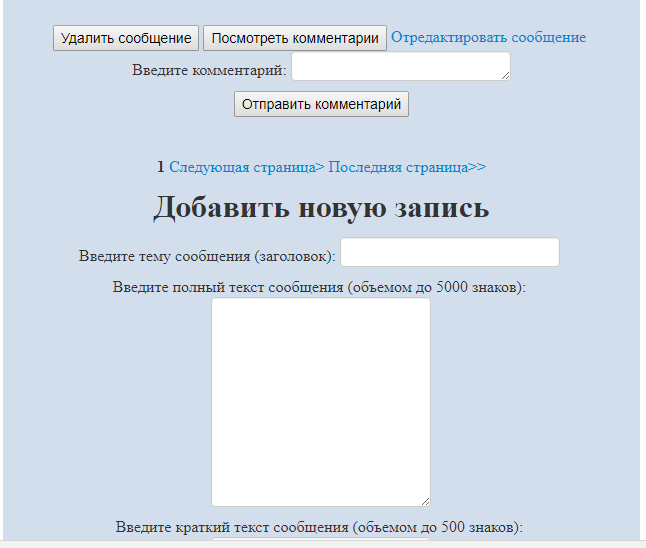 Удалить сообщение Посмотреть комментарии Отредактировать сообщение
Введите комментарий:
Отправить комментарий
1 Следующая страница> Последняя страница>>
Добавить новую запись
Введите тему сообщения (заголовок):
Введите полный текст сообщения (объемом до 5000 знаков):
Введите краткий текст сообщения (объемом до 500 знаков):